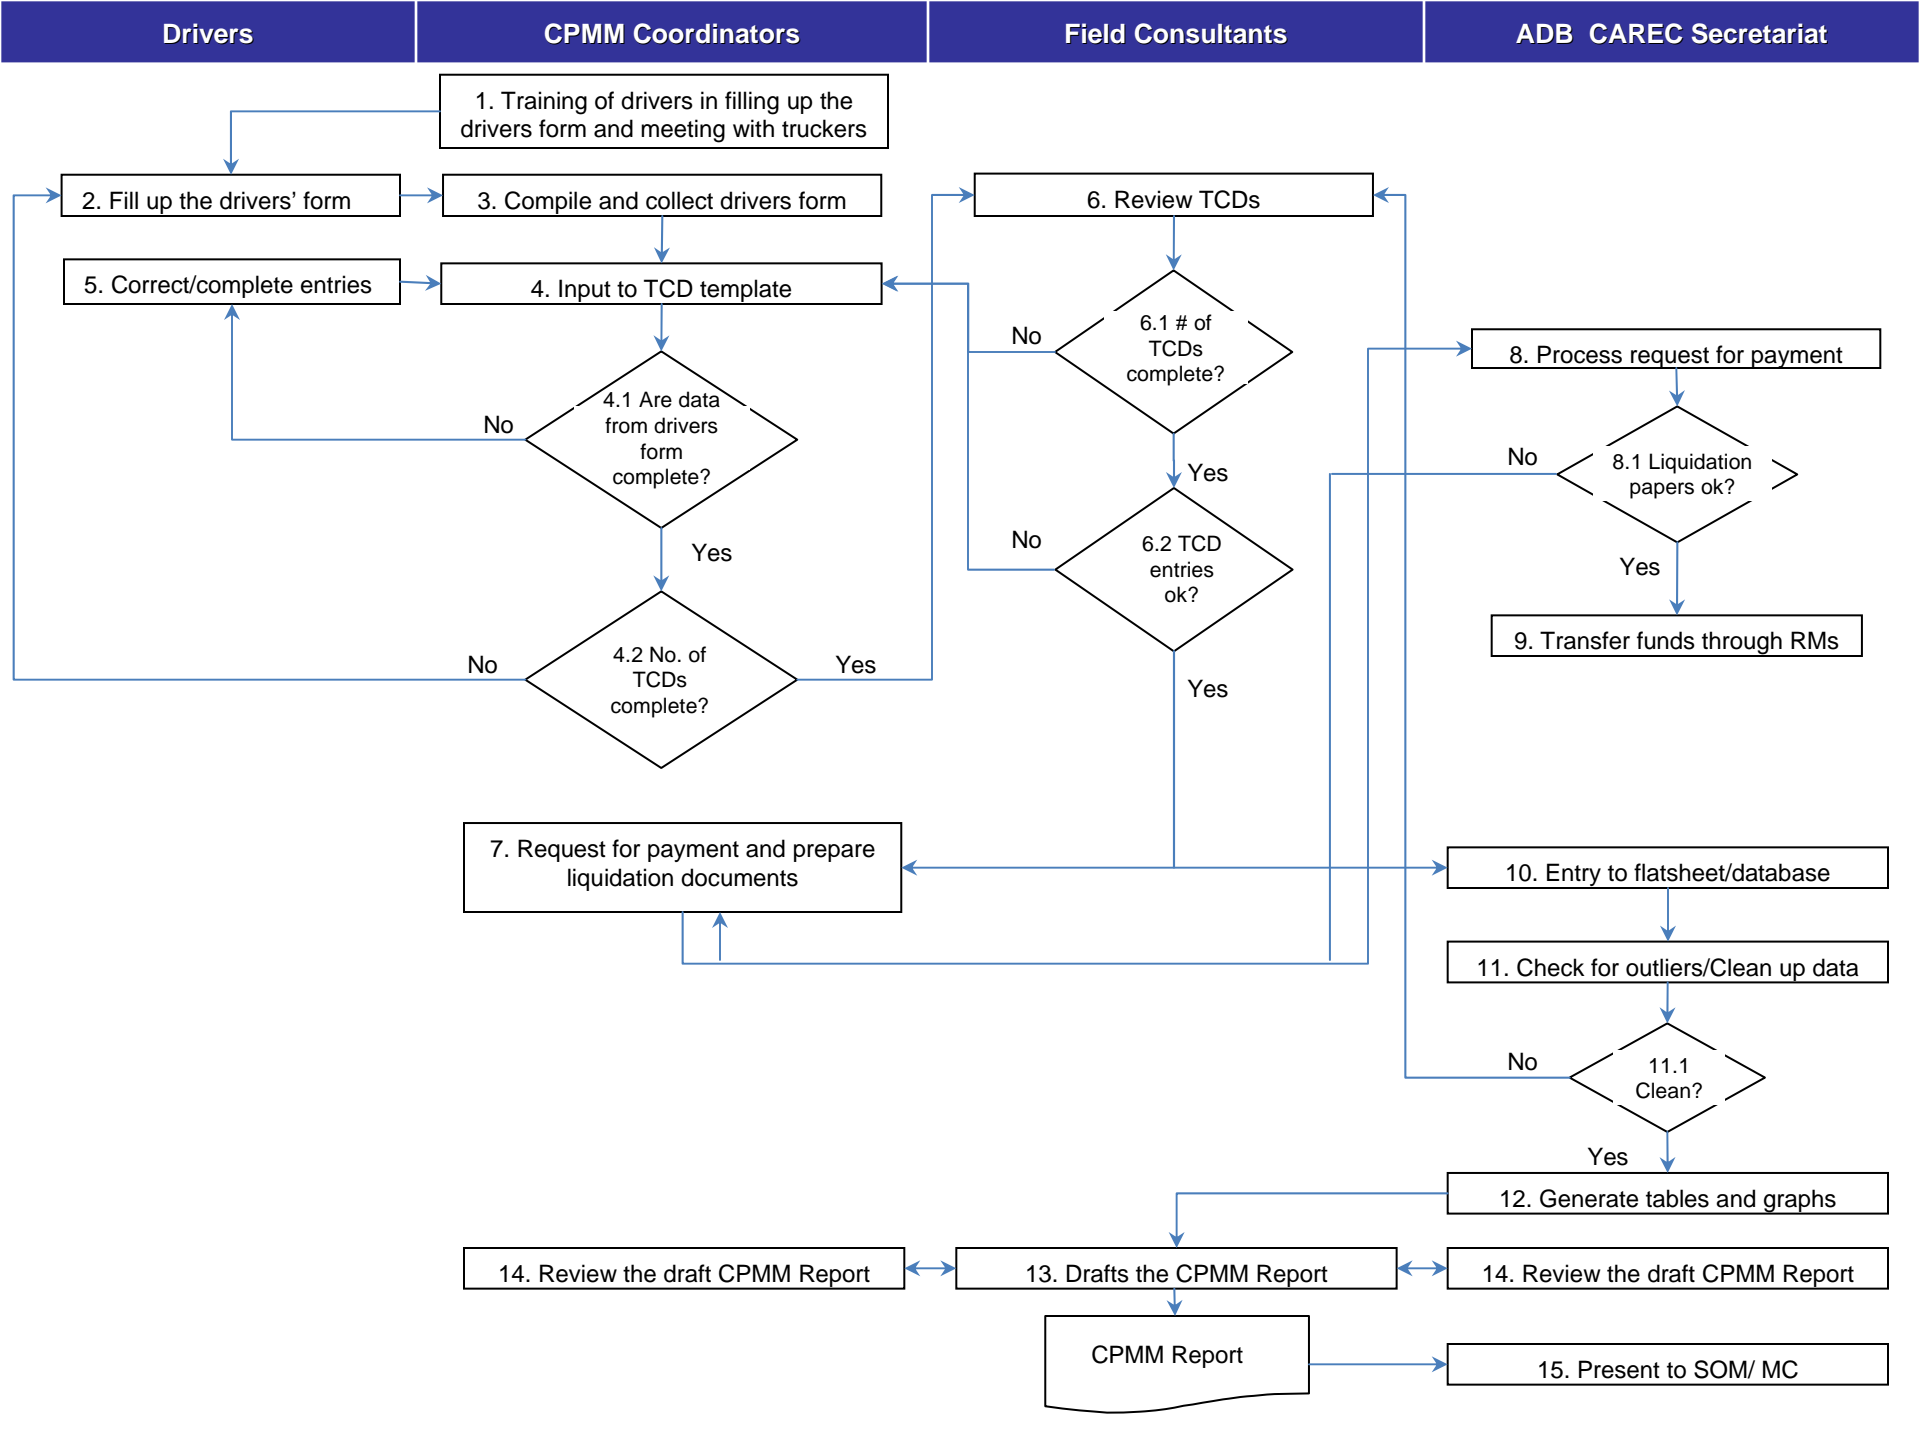 Drivers
CPMM Coordinators
Field Consultants
ADB  CAREC Secretariat
1. Training of drivers in filling up the
drivers form and meeting with truckers
2. Fill up the drivers’ form
3. Compile and collect drivers form
6. Review TCDs
5. Correct/complete entries
4. Input to TCD template
No
6.1 # of
TCDs
complete?
8. Process request for payment
No
4.1 Are data
from drivers
form
complete?
Yes
No
8.1 Liquidation
papers ok?
Yes
No
6.2 TCD
entries
ok?
Yes
9. Transfer funds through RMs
No
4.2 No. of
TCDs
complete?
Yes
Yes
7. Request for payment and prepare
liquidation documents
10. Entry to flatsheet/database
11. Check for outliers/Clean up data
No
11.1
Clean?
Yes
12. Generate tables and graphs
14. Review the draft CPMM Report
13. Drafts the CPMM Report
14. Review the draft CPMM Report
CPMM Report
15. Present to SOM/ MC